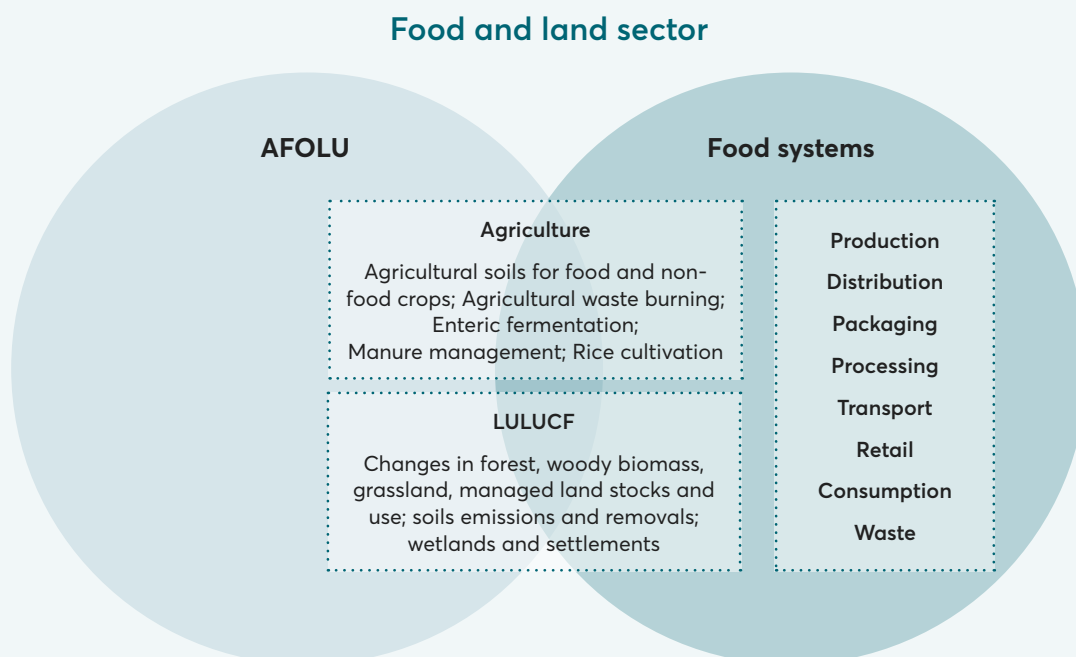 Food and land sector
AFOLU
Food systems
Agriculture
Agricultural soils for food and non-
food crops; Agricultural waste burning;
Enteric fermentation;
Manure management; Rice cultivation
LULUCF
Changes in forest, woody biomass,
grassland, managed land stocks and
use; soils emissions and removals;
wetlands and settlements
Production
Distribution
Packaging
Processing
Transport
Retail
Consumption
Waste